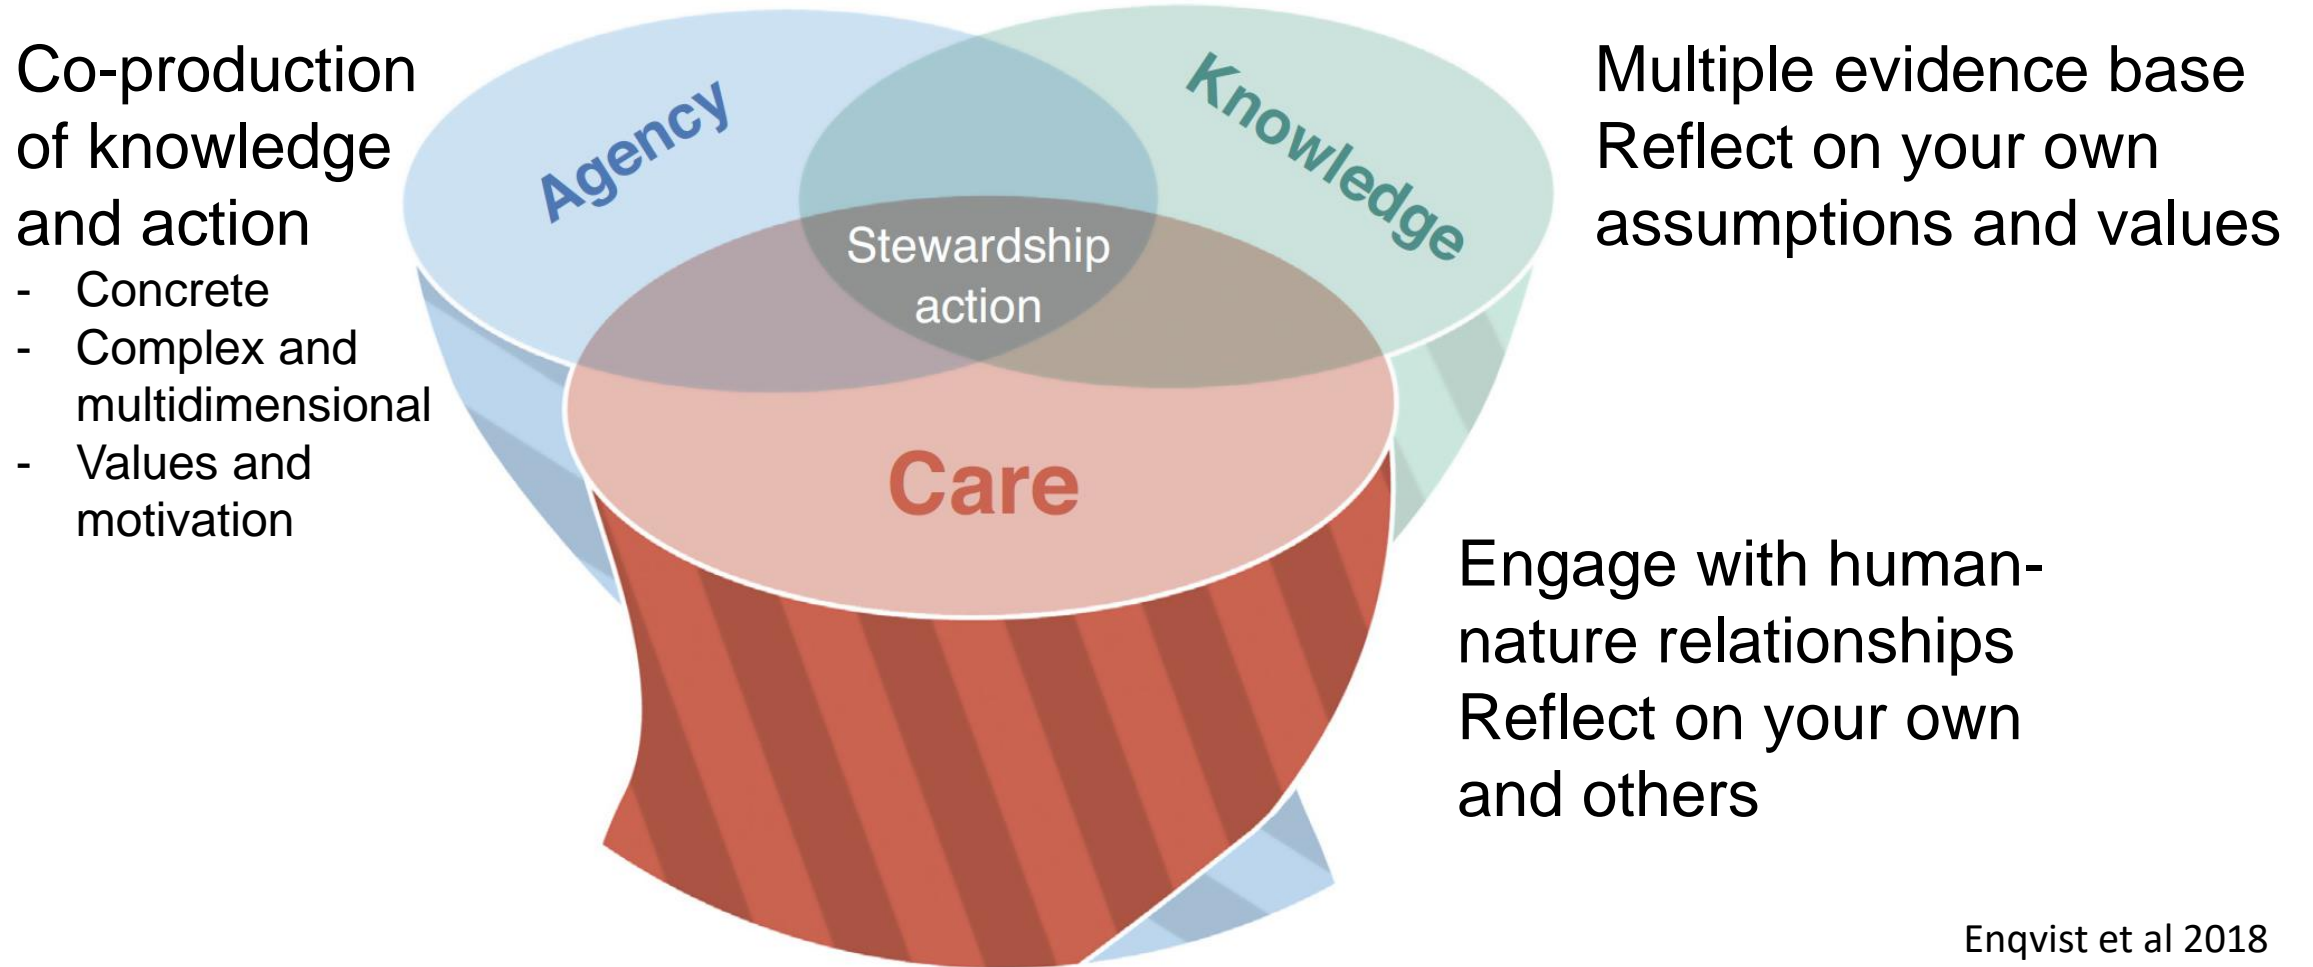 Co-production
of knowledge
and action
- Concrete
- Complex and
multidimensional
- Values and
motivation
Agency
Knowledge
Stewardship
action
Care
Multiple evidence base
Reflect on your own
assumptions and values
Engage with human-
nature relationships
Reflect on your own
and others
Enqvist et al 2018